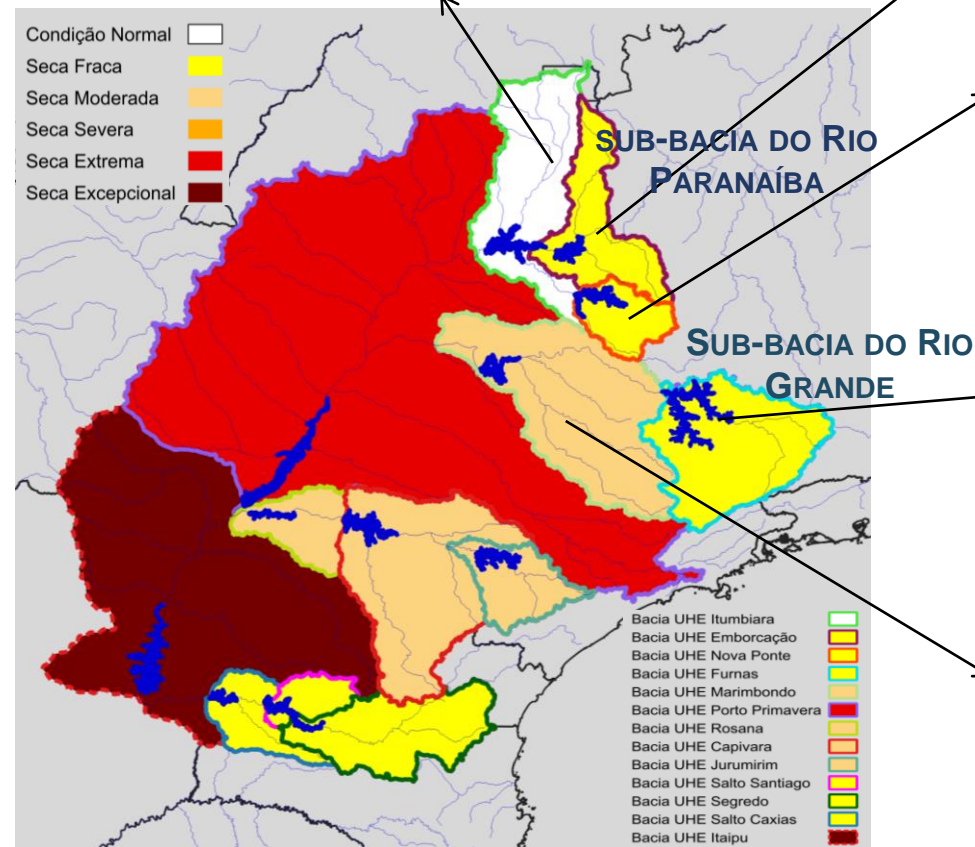 Condição Normal
Seca Fraca
Seca Moderada
Seca Severa
Seca Extrema
Seca Excepcional
SUB-BACIA DO RIO
PARANAÍBA
SUB-BACIA DO RIO
GRANDE
Bacia UHE Itumbiara
Bacia UHE Emborcação
Bacia UHE Nova Ponte
Bacia UHE Furnas
Bacia UHE Marimbondo
Bacia UHE Porto Primavera
Bacia UHE Rosana
Bacia UHE Capivara
Bacia UHE Jurumirim
Bacia UHE Salto Santiago
Bacia UHE Segredo
Bacia UHE Salto Caxias
Bacia UHE Itaipu